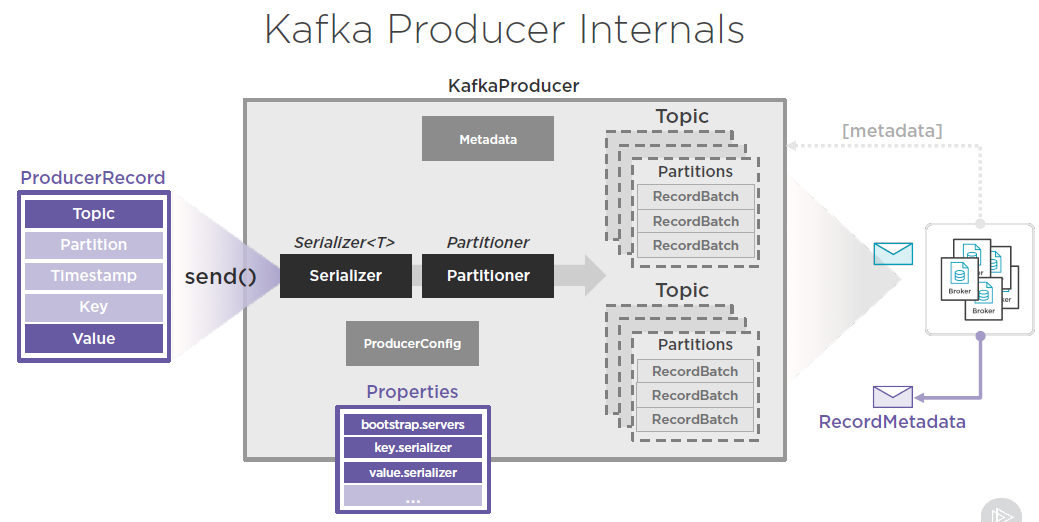 Kafka Producer Internals
KafkaProducer
ProducerRecord
Topic
Partition
Timestamp
Key
Value
send()
Metadata
Serializer<T>
Serializer
Partitioner
Partitioner
ProducerConfig
Properties
bootstrap.servers
key.serializer
value.serializer
...
Topic
Partitions
RecordBatch
RecordBatch
RecordBatch
Topic
Partitions
RecordBatch
RecordBatch
RecordBatch
[metadata]
Broker
Broker
RecordMetadata